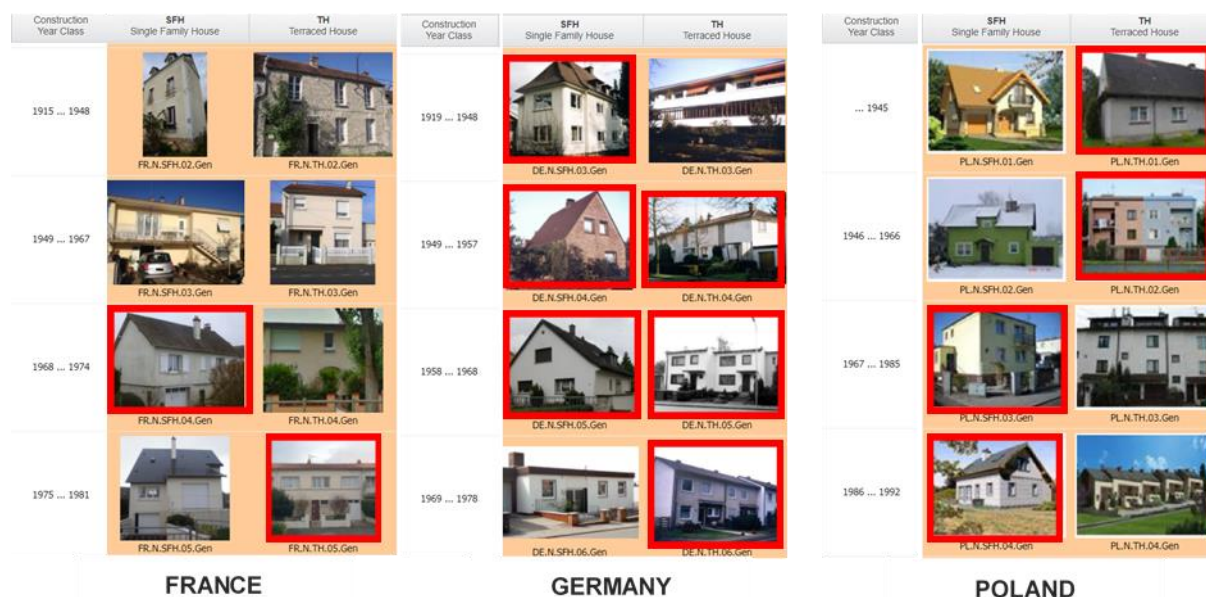 Construction
Year Class
SFH
Single Family House
TH
Terraced House
1915 ... 1948
FR.N.SFH.02.Gen
FR.N.TH.02.Gen
1949 ... 1967
FR.N.SFH.03.Gen
FR.N.TH.03.Gen
1968 ... 1974
FR.N.SFH.04.Gen
FR.N.TH.04.Gen
1975 ... 1981
FR.N.SFH.05.Gen
FR.N.TH.05.Gen
FRANCE
Construction
Year Class
SFH
Single Family House
TH
Terraced House
1919 ... 1948
DE.N.SFH.03.Gen
DE.N.TH.03.Gen
1949 ... 1957
DE.N.SFH.04.Gen
DE.N.TH.04.Gen
1958 ... 1968
DE.N.SFH.05.Gen
DE.N.TH.05.Gen
1969 ... 1978
DE.N.SFH.06.Gen
DE.N.TH.06.Gen
GERMANY
Construction
Year Class
SFH
Single Family House
TH
Terraced House
... 1945
PL.N.SFH.01.Gen
PL.N.TH.01.Gen
1946 ... 1966
PL.N.SFH.02.Gen
PL.N.TH.02.Gen
1967 ... 1985
PL.N.SFH.03.Gen
PL.N.TH.03.Gen
1986 ... 1992
PL.N.SFH.04.Gen
PL.N.TH.04.Gen
POLAND